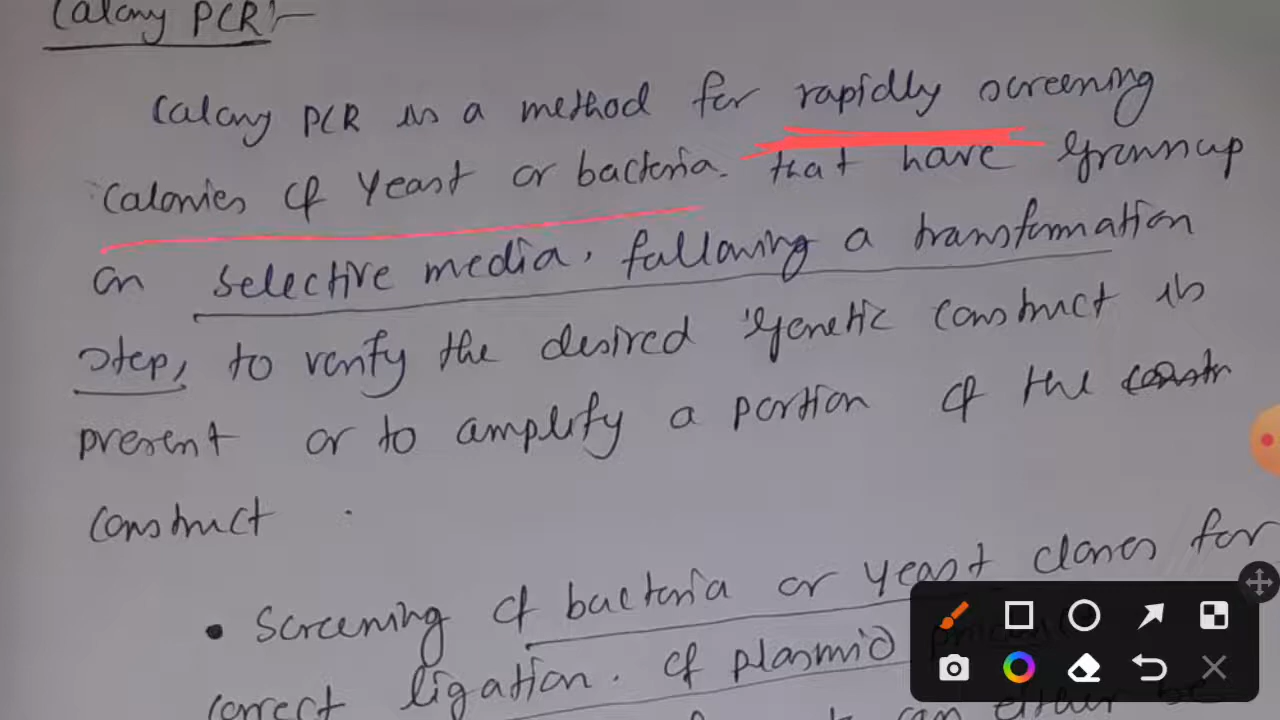 Colony PCR:-
Colony PCR is a method for rapidly screening
colonies of yeast or bacteria. that have grown up
on selective media, following a transformation
step, to verify the desired genetic construct is
present or to amplify a portion of the constr
construct
• Screening of bacteria or yeast clones for
correct ligation. of plasmid